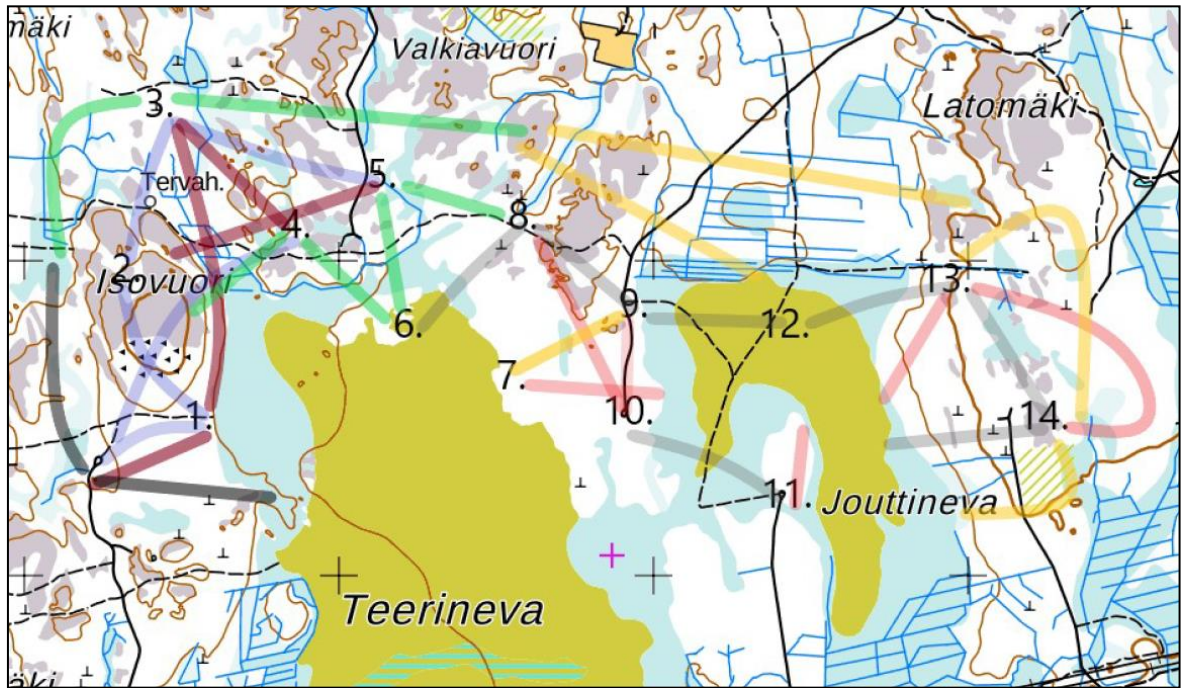 mäki
Valkiavuori
3.
Latomäki
Tervah.
5.
8.
4.
2.
Isovuori
13.
9.
6.
12.
7.
1.
10.
14.
11.
Jouttineva
Teerineva
äki